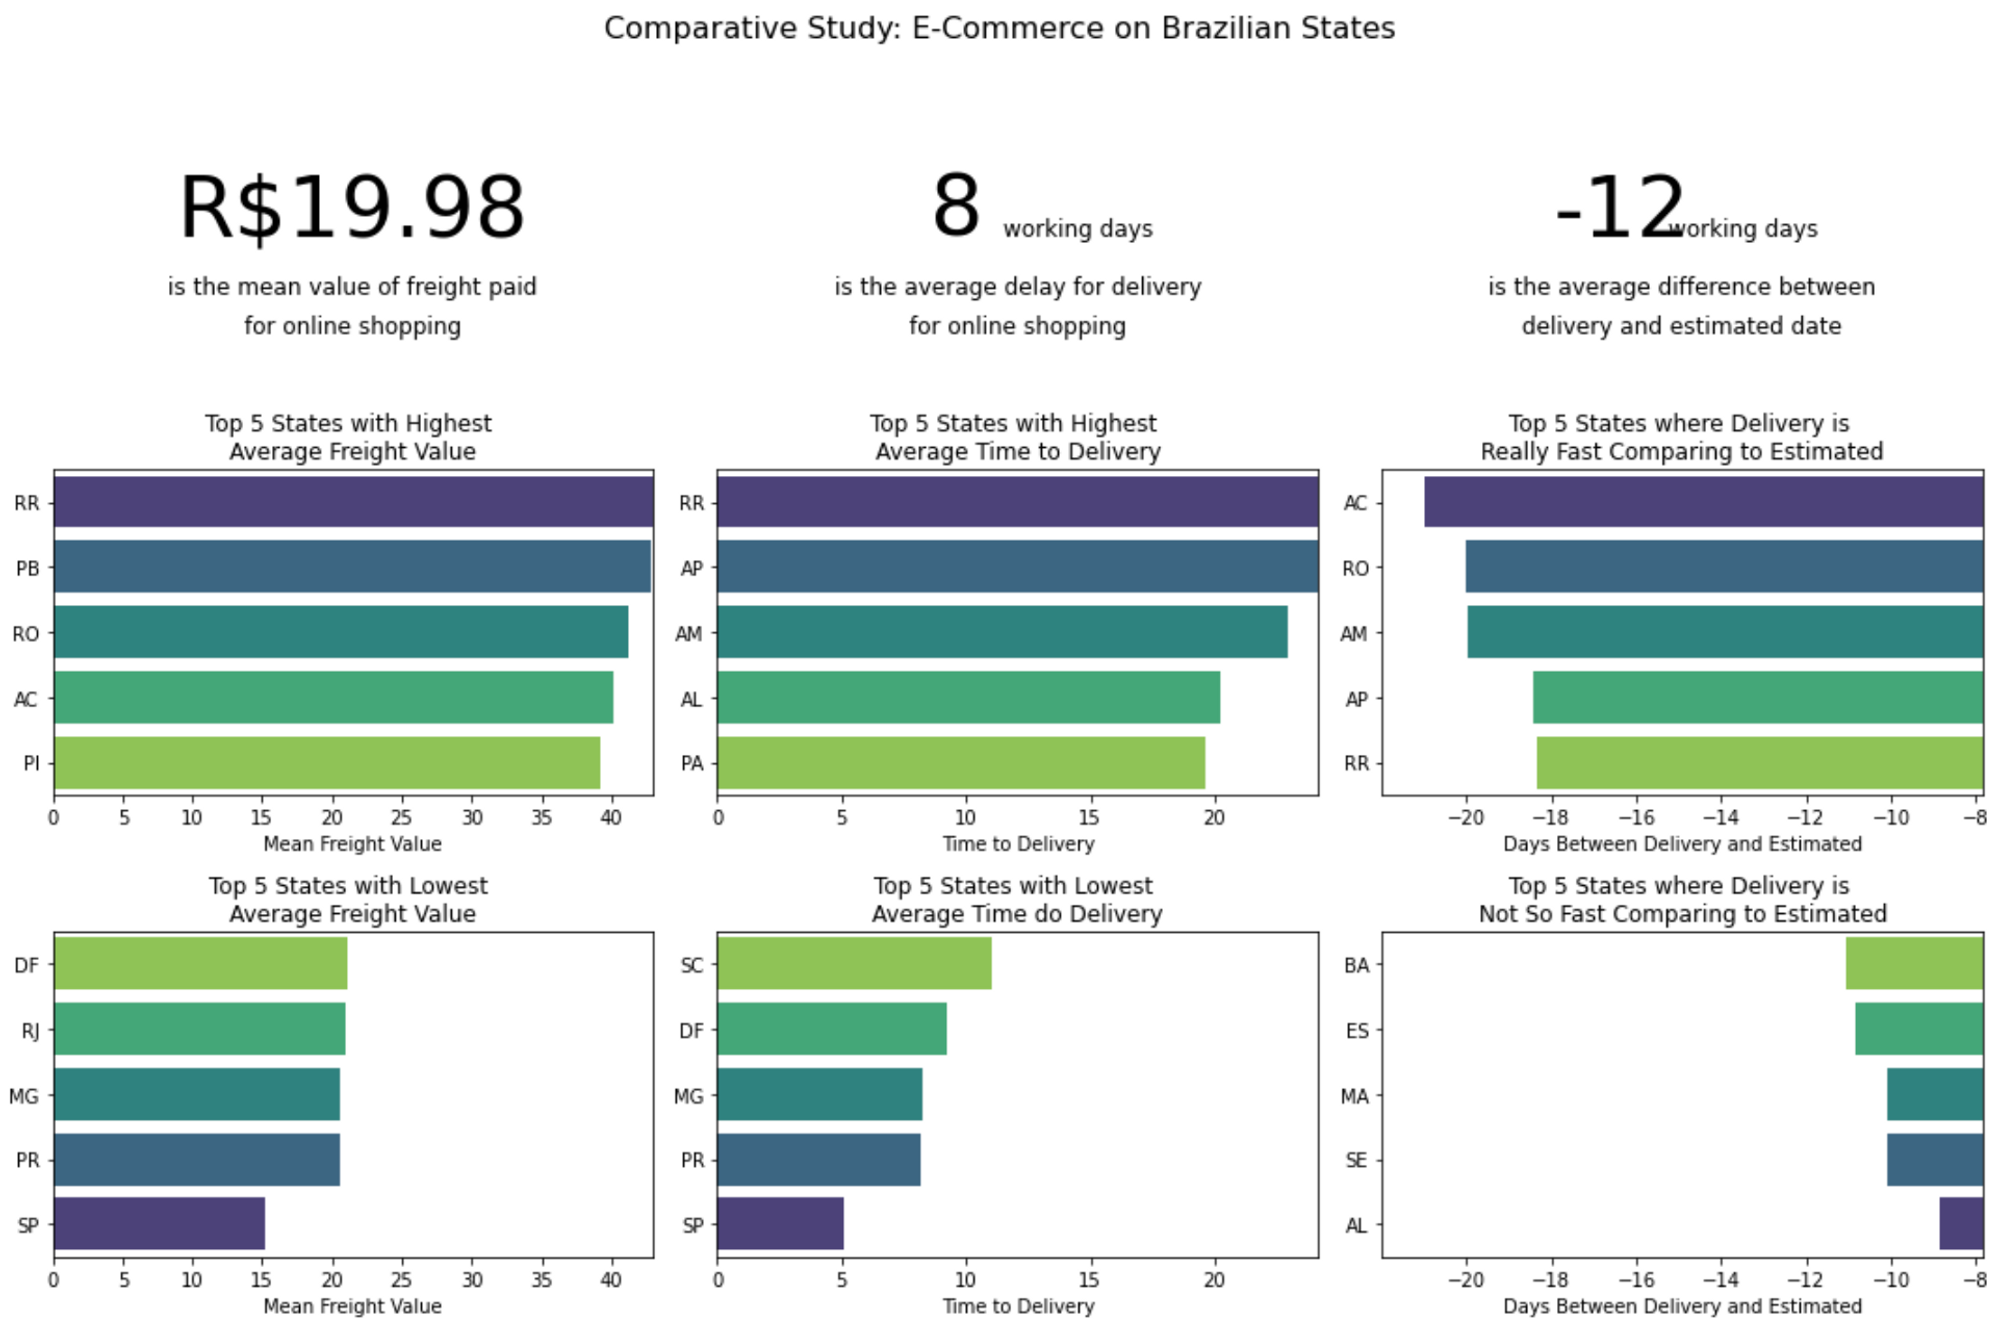 Comparative Study: E-Commerce on Brazilian States
R$19.98
is the mean value of freight paid
for online shopping
8 working days
is the average delay for delivery
for online shopping
-12 working days
is the average difference between
delivery and estimated date
Top 5 States with Highest
Average Freight Value
RR
PB
RO
AC
PI
0 5 10 15 20 25 30 35 40
Mean Freight Value
Top 5 States with Highest
Average Time to Delivery
RR
AP
AM
AL
PA
0 5 10 15 20
Time to Delivery
Top 5 States where Delivery is
Really Fast Comparing to Estimated
AC
RO
AM
AP
RR
−20 −18 −16 −14 −12 −10 −8
Days Between Delivery and Estimated
Top 5 States with Lowest
Average Freight Value
DF
RJ
MG
PR
SP
0 5 10 15 20 25 30 35 40
Mean Freight Value
Top 5 States with Lowest
Average Time do Delivery
SC
DF
MG
PR
SP
0 5 10 15 20
Time to Delivery
Top 5 States where Delivery is
Not So Fast Comparing to Estimated
BA
ES
MA
SE
AL
−20 −18 −16 −14 −12 −10 −8
Days Between Delivery and Estimated